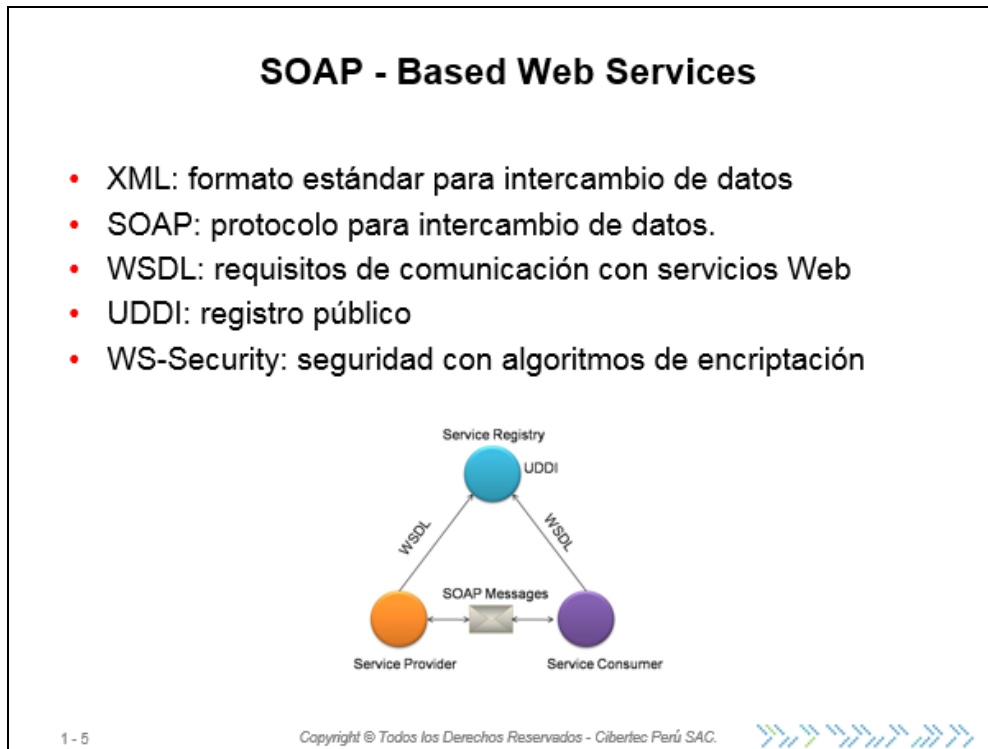 SOAP - Based Web Services
• XML: formato estándar para intercambio de datos
• SOAP: protocolo para intercambio de datos.
• WSDL: requisitos de comunicación con servicios Web
• UDDI: registro público
• WS-Security: seguridad con algoritmos de encriptación
Service Registry
UDDI
WSDL
WSDL
SOAP Messages
Service Provider
Service Consumer
1 - 5
Copyright © Todos los Derechos Reservados - Cibertec Perú SAC.